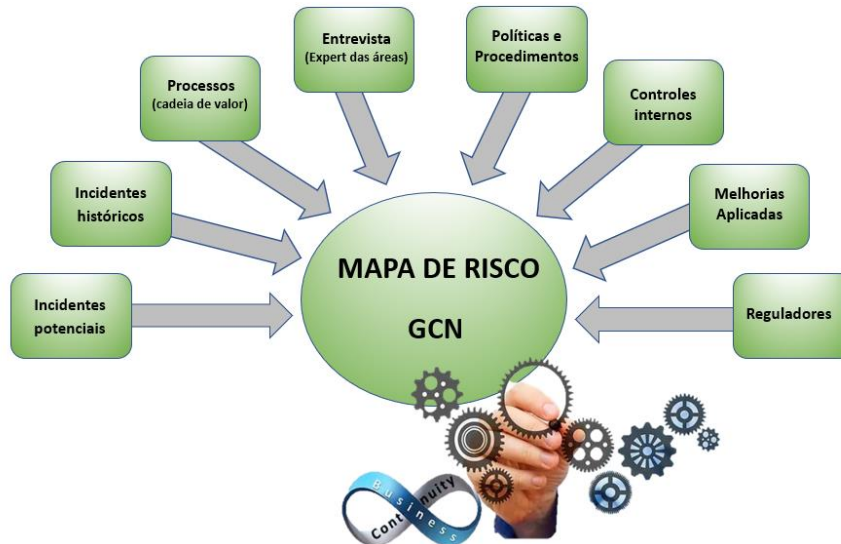 Entrevista
(Expert das áreas)
Políticas e
Procedimentos
Processos
(cadeia de valor)
Controles
internos
Incidentes
históricos
Melhorias
Aplicadas
Incidentes
potenciais
Reguladores
MAPA DE RISCO
GCN
Business
Continuity